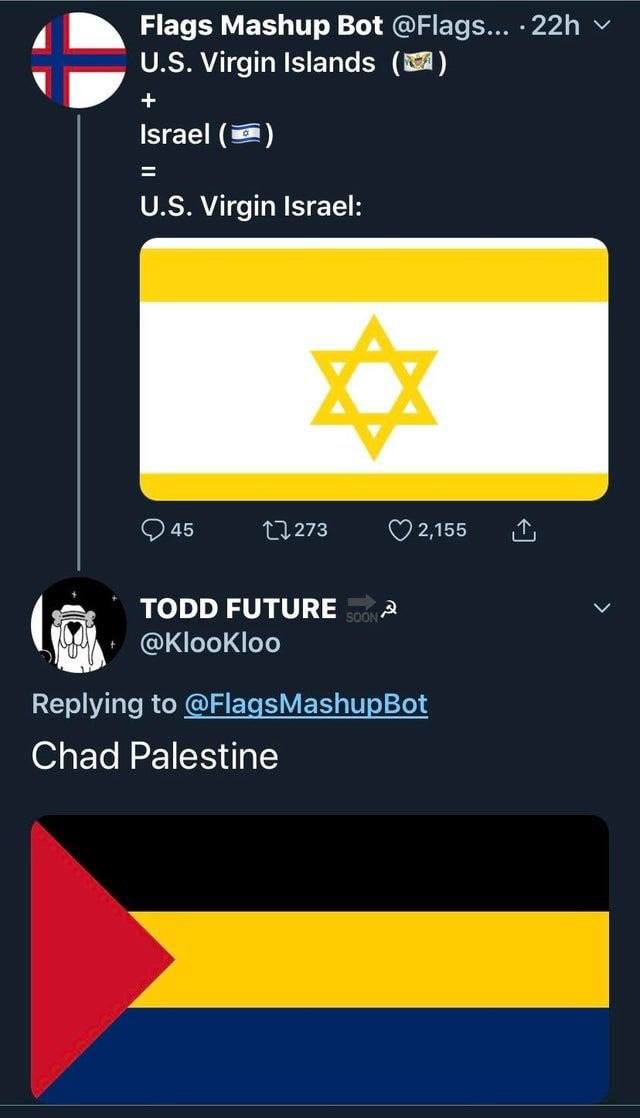 Flags Mashup Bot @Flags... · 22h
U.S. Virgin Islands (🇻🇮)
+
Israel (🇮🇱)
=
U.S. Virgin Israel:
45 273 2,155
TODD FUTURE 🔜☭
@KlooKloo
Replying to @FlagsMashupBot
Chad Palestine